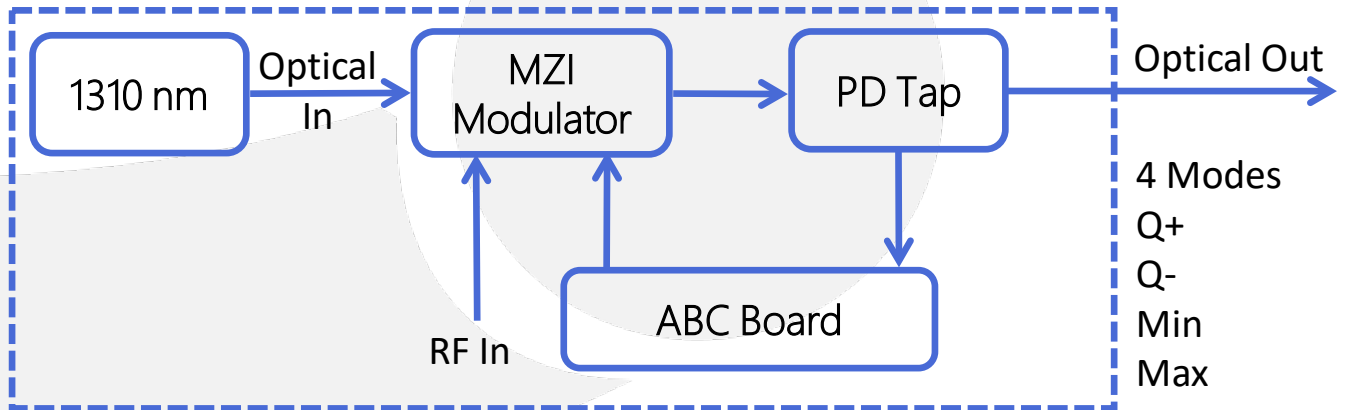 1310 nm
Optical
In
MZI
Modulator
PD Tap
Optical Out
RF In
ABC Board
4 Modes
Q+
Q-
Min
Max